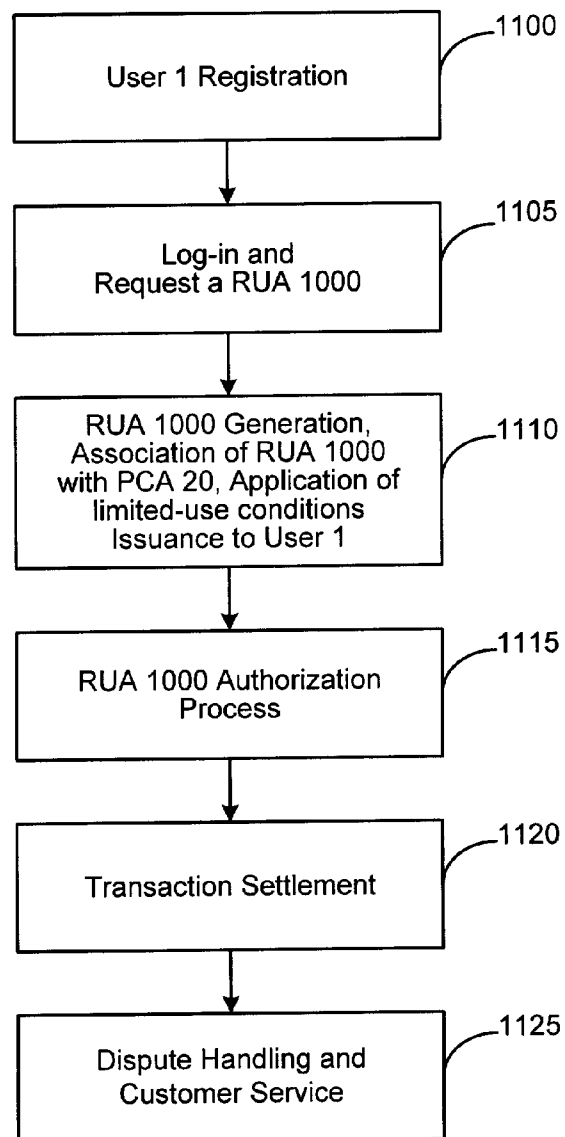 1100
User 1 Registration
1105
Log-in and
Request a RUA 1000
1110
RUA 1000 Generation,
Association of RUA 1000
with PCA 20, Application of
limited-use conditions
Issuance to User 1
1115
RUA 1000 Authorization
Process
1120
Transaction Settlement
1125
Dispute Handling and
Customer Service